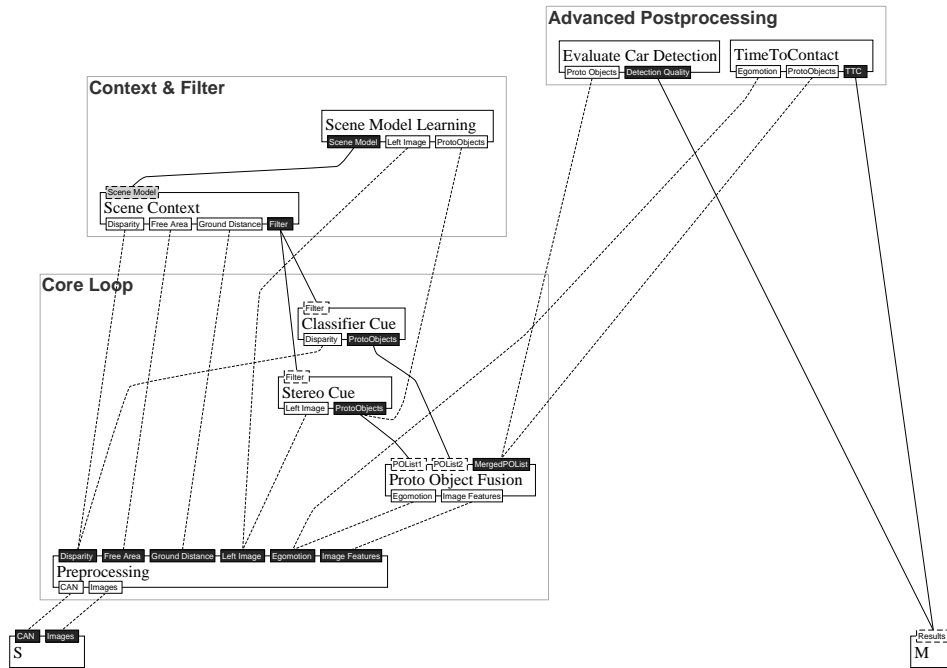 Advanced Postprocessing
Evaluate Car Detection
Proto Objects Detection Quality
TimeToContact
Egomotion ProtoObjects TTC
Context & Filter
Scene Model Learning
Scene Model Left Image ProtoObjects
Scene Model
Scene Context
Disparity Free Area Ground Distance Filter
Core Loop
Filter
Classifier Cue
Disparity ProtoObjects
Filter
Stereo Cue
Left Image ProtoObjects
POList1 POList2 MergedPOList
Proto Object Fusion
Egomotion Image Features
Disparity Free Area Ground Distance Left Image Egomotion Image Features
Preprocessing
CAN Images
CAN Images
S
Results
M